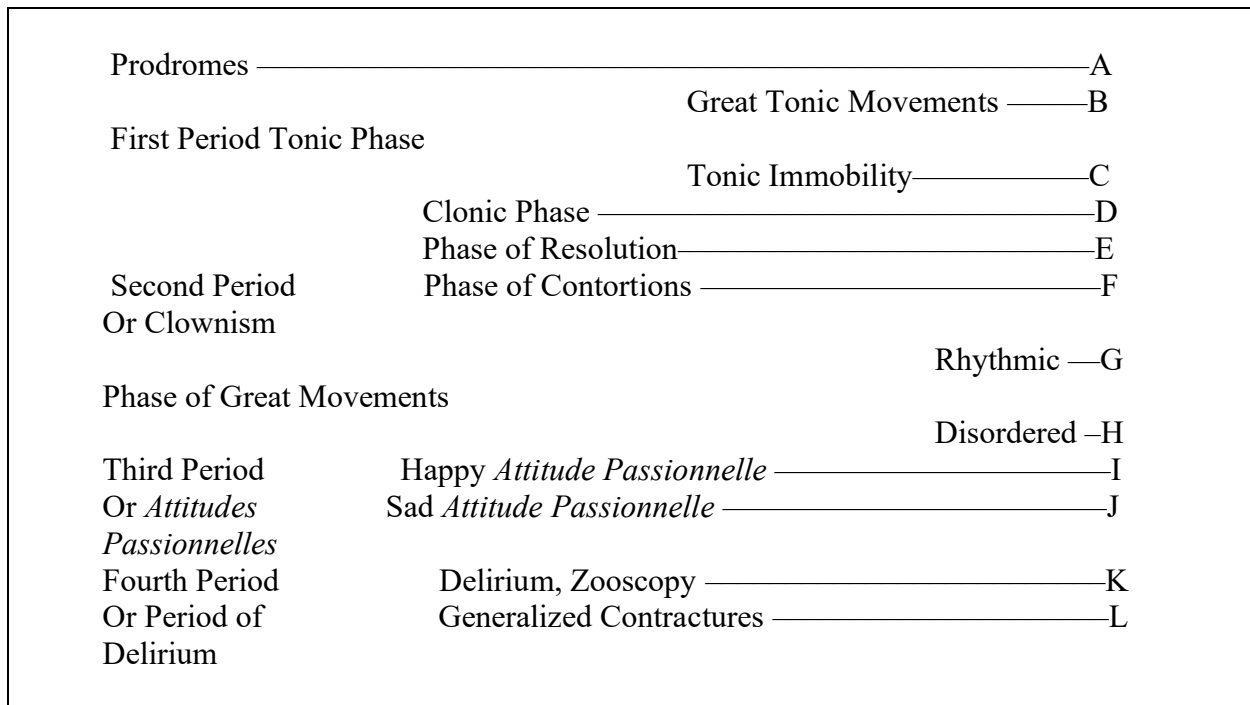 Prodromes ————————————————————A
Great Tonic Movements ——–B
First Period Tonic Phase
Tonic Immobility——————C
Clonic Phase ——————————————D
Phase of Resolution———————————E
Second Period Phase of Contortions ——————————F
Or Clownism
Rhythmic —–G
Phase of Great Movements
Disordered –H
Third Period Happy Attitude Passionnelle ————————I
Or Attitudes Sad Attitude Passionnelle —————————J
Passionnelles
Fourth Period Delirium, Zooscopy ——————————K
Or Period of Generalized Contractures ————————L
Delirium